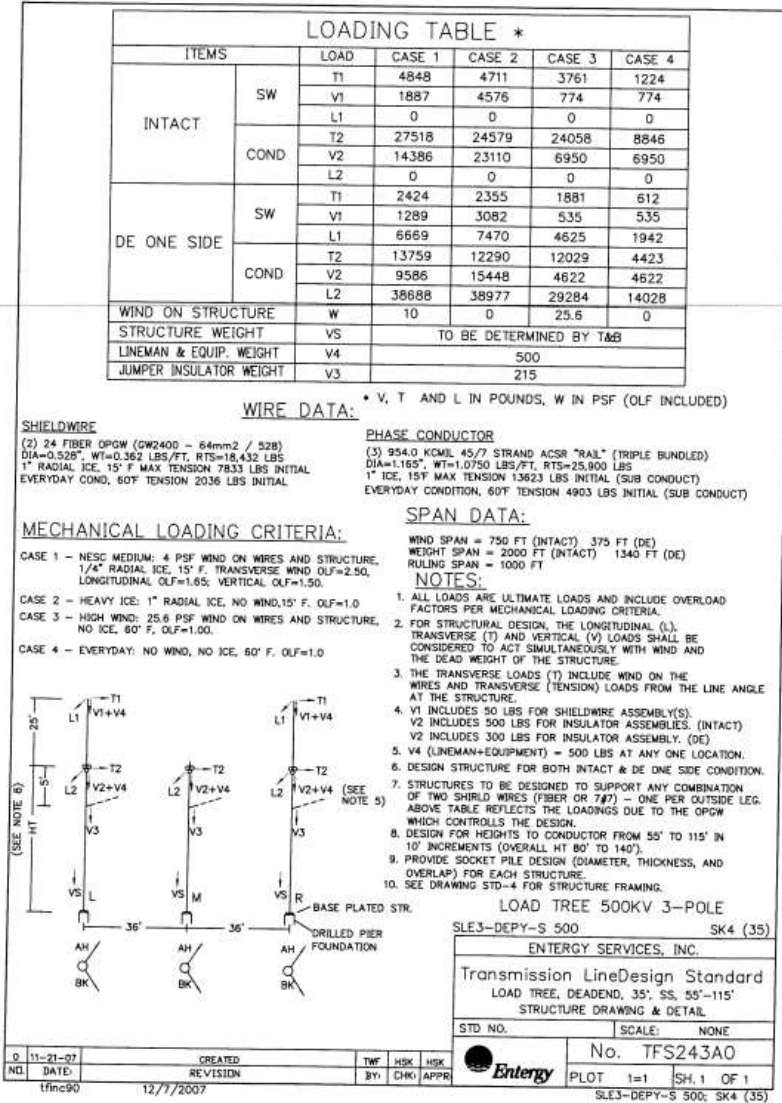 LOADING TABLE *
ITEMS LOAD CASE 1 CASE 2 CASE 3 CASE 4
INTACT
SW
T1 4848 4711 3761 1224
V1 1887 4576 774 774
L1 0 0 0 0
COND
T2 27518 24579 24058 8846
V2 14386 23110 6950 6950
L2 0 0 0 0
DE ONE SIDE
SW
T1 2424 2355 1881 612
V1 1289 3082 535 535
L1 6669 7470 4625 1942
COND
T2 13759 12290 12029 4423
V2 9586 15448 4622 4622
L2 38688 38977 29284 14028
WIND ON STRUCTURE W 10 0 25.6 0
STRUCTURE WEIGHT VS TO BE DETERMINED BY T&B
LINEMAN & EQUIP. WEIGHT V4 500
JUMPER INSULATOR WEIGHT V3 215
* V, T AND L IN POUNDS, W IN PSF (OLF INCLUDED)
WIRE DATA:
SHIELDWIRE
(2) 24 FIBER OPGW (GW2400 - 64mm2 / 528)
DIA=0.528", WT=0.362 LBS/FT, RTS=18,432 LBS
1" RADIAL ICE, 15° F MAX TENSION 7833 LBS INITIAL
EVERYDAY COND, 60°F TENSION 2036 LBS INITIAL
PHASE CONDUCTOR
(3) 954.0 KCMIL 45/7 STRAND ACSR "RAIL" (TRIPLE BUNDLED)
DIA=1.165", WT=1.0750 LBS/FT, RTS=25,900 LBS
1" ICE, 15°F MAX TENSION 13623 LBS INITIAL (SUB CONDUCT)
EVERYDAY CONDITION, 60°F TENSION 4903 LBS INITIAL (SUB CONDUCT)
MECHANICAL LOADING CRITERIA:
CASE 1 - NESC MEDIUM: 4 PSF WIND ON WIRES AND STRUCTURE,
1/4" RADIAL ICE, 15° F. TRANSVERSE WIND OLF=2.50,
LONGITUDINAL OLF=1.65; VERTICAL OLF=1.50.
CASE 2 - HEAVY ICE: 1" RADIAL ICE, NO WIND,15° F. OLF=1.0
CASE 3 - HIGH WIND: 25.6 PSF WIND ON WIRES AND STRUCTURE,
NO ICE, 60° F, OLF=1.00.
CASE 4 - EVERYDAY: NO WIND, NO ICE, 60° F. OLF=1.0
SPAN DATA:
WIND SPAN = 750 FT (INTACT) 375 FT (DE)
WEIGHT SPAN = 2000 FT (INTACT) 1340 FT (DE)
RULING SPAN = 1000 FT
NOTES:
1. ALL LOADS ARE ULTIMATE LOADS AND INCLUDE OVERLOAD
FACTORS PER MECHANICAL LOADING CRITERIA.
2. FOR STRUCTURAL DESIGN, THE LONGITUDINAL (L),
TRANSVERSE (T) AND VERTICAL (V) LOADS SHALL BE
CONSIDERED TO ACT SIMULTANEOUSLY WITH WIND AND
THE DEAD WEIGHT OF THE STRUCTURE.
3. THE TRANSVERSE LOADS (T) INCLUDE WIND ON THE
WIRES AND TRANSVERSE (TENSION) LOADS FROM THE LINE ANGLE
AT THE STRUCTURE.
4. V1 INCLUDES 50 LBS FOR SHIELDWIRE ASSEMBLY(S).
V2 INCLUDES 500 LBS FOR INSULATOR ASSEMBLIES. (INTACT)
V2 INCLUDES 300 LBS FOR INSULATOR ASSEMBLY. (DE)
5. V4 (LINEMAN+EQUIPMENT) = 500 LBS AT ANY ONE LOCATION.
6. DESIGN STRUCTURE FOR BOTH INTACT & DE ONE SIDE CONDITION.
7. STRUCTURES TO BE DESIGNED TO SUPPORT ANY COMBINATION
OF TWO SHIRLD WIRES (FIBER OR 7#7) - ONE PER OUTSIDE LEG.
ABOVE TABLE REFLECTS THE LOADINGS DUE TO THE OPGW
WHICH CONTROLLS THE DESIGN.
8. DESIGN FOR HEIGHTS TO CONDUCTOR FROM 55' TO 115' IN
10' INCREMENTS (OVERALL HT 80' TO 140').
9. PROVIDE SOCKET PILE DESIGN (DIAMETER, THICKNESS, AND
OVERLAP) FOR EACH STRUCTURE.
10. SEE DRAWING STD-4 FOR STRUCTURE FRAMING.
T1 T1
L1 V1+V4 L1 V1+V4
25'
T2 T2 T2
L2 V2+V4 L2 V2+V4 L2 V2+V4
(SEE NOTE 5)
5'
HT
(SEE NOTE 8)
V3 V3 V3
VS L VS M VS R
BASE PLATED STR.
36' 36'
DRILLED PIER
FOUNDATION
AH AH AH
BK BK BK
LOAD TREE 500KV 3-POLE
SLE3-DEPY-S 500 SK4 (35)
ENTERGY SERVICES, INC.
Transmission LineDesign Standard
LOAD TREE, DEADEND, 35°, SS, 55'-115'
STRUCTURE DRAWING & DETAIL
STD NO. SCALE: NONE
Entergy
No. TFS243A0
PLOT 1=1 SH. 1 OF 1
0 11-21-07 CREATED TWF HSK HSK
NO. DATE: REVISION BY: CHK: APPR:
tfinc90 12/7/2007
SLE3-DEPY-S 500; SK4 (35)